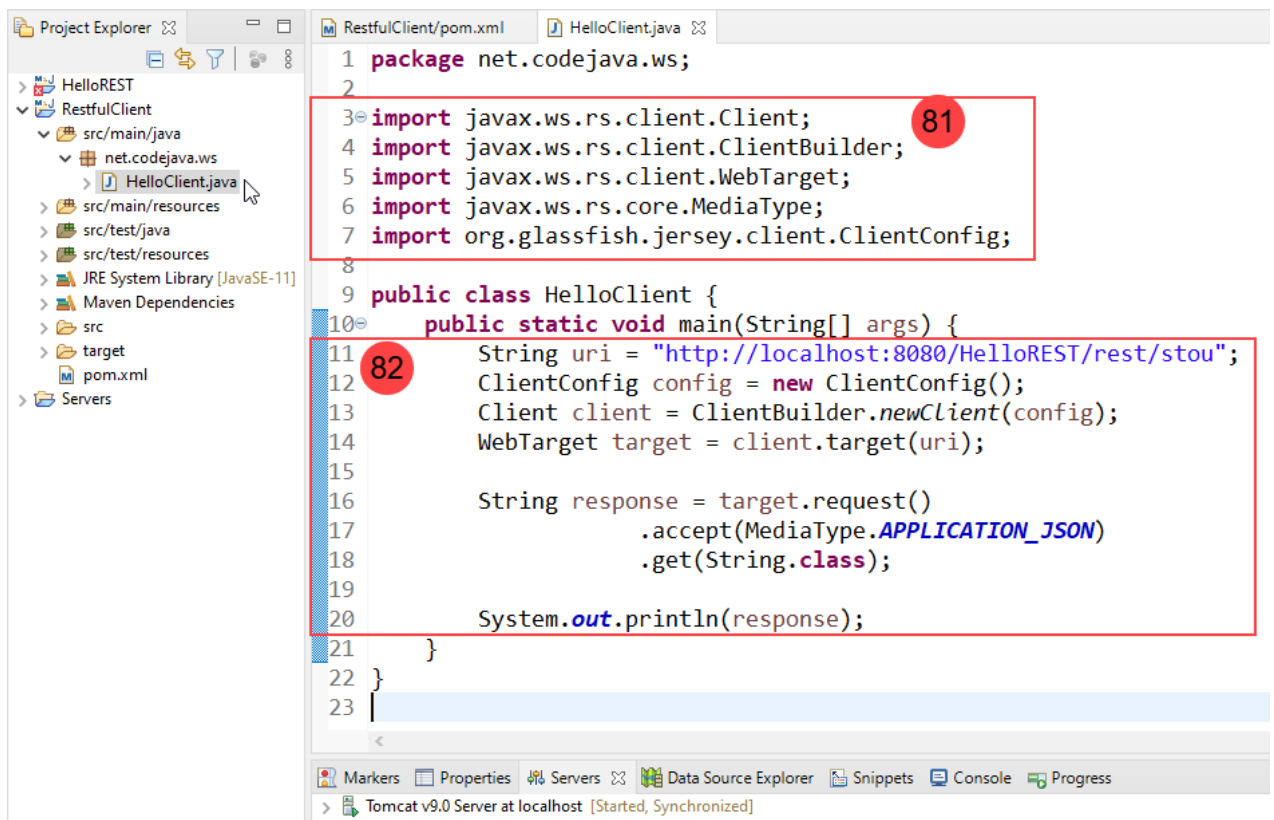 Project Explorer
HelloREST
RestfulClient
src/main/java
net.codejava.ws
HelloClient.java
src/main/resources
src/test/java
src/test/resources
JRE System Library [JavaSE-11]
Maven Dependencies
src
target
pom.xml
Servers
RestfulClient/pom.xml HelloClient.java
1 package net.codejava.ws;
2
3 import javax.ws.rs.client.Client;
81
4 import javax.ws.rs.client.ClientBuilder;
5 import javax.ws.rs.client.WebTarget;
6 import javax.ws.rs.core.MediaType;
7 import org.glassfish.jersey.client.ClientConfig;
8
9 public class HelloClient {
10 public static void main(String[] args) {
11 String uri = "http://localhost:8080/HelloREST/rest/stou";
82
12 ClientConfig config = new ClientConfig();
13 Client client = ClientBuilder.newClient(config);
14 WebTarget target = client.target(uri);
15
16 String response = target.request()
17 .accept(MediaType.APPLICATION_JSON)
18 .get(String.class);
19
20 System.out.println(response);
21 }
22 }
23
Markers Properties Servers Data Source Explorer Snippets Console Progress
Tomcat v9.0 Server at localhost [Started, Synchronized]